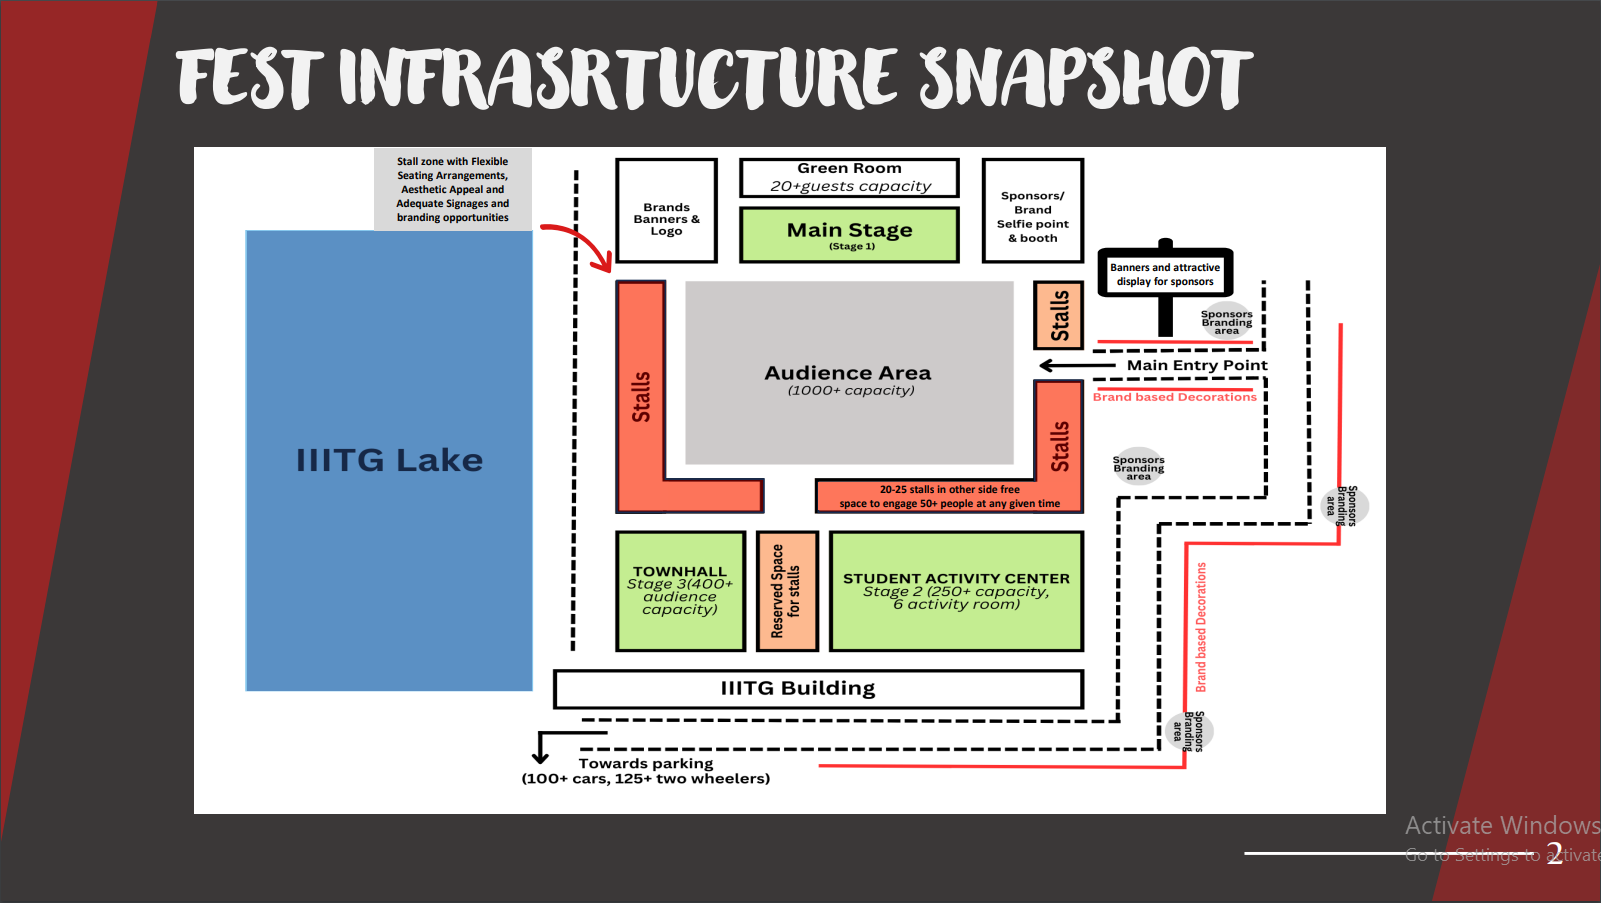 FEST INFRASRTUCTURE SNAPSHOT
Stall zone with Flexible
Seating Arrangements,
Aesthetic Appeal and
Adequate Signages and
branding opportunities
Brands
Banners &
Logo
Green Room
20+guests capacity
Main Stage
(Stage 1)
Sponsors/
Brand
Selfie point
& booth
Banners and attractive
display for sponsors
Sponsors
Branding
area
Stalls
Main Entry Point
Brand based Decorations
Audience Area
(1000+ capacity)
Stalls
Stalls
IIITG Lake
Sponsors
Branding
area
20-25 stalls in other side free
space to engage 50+ people at any given time
Sponsors
Branding
area
TOWNHALL
Stage 3(400+
audience
capacity)
Reserved Space
for stalls
STUDENT ACTIVITY CENTER
Stage 2 (250+ capacity,
6 activity room)
Brand based Decorations
IIITG Building
Sponsors
Branding
area
Towards parking
(100+ cars, 125+ two wheelers)
Activate Windows
Go to Settings to activate
2